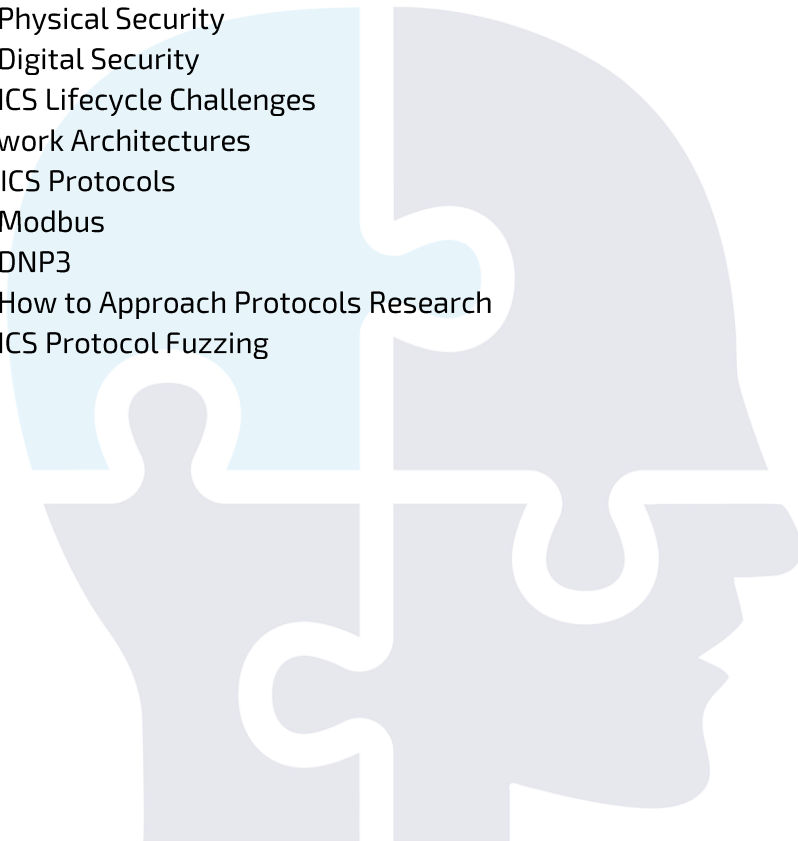 Physical Security
Digital Security
ICS Lifecycle Challenges
work Architectures
ICS Protocols
Modbus
DNP3
How to Approach Protocols Research
ICS Protocol Fuzzing